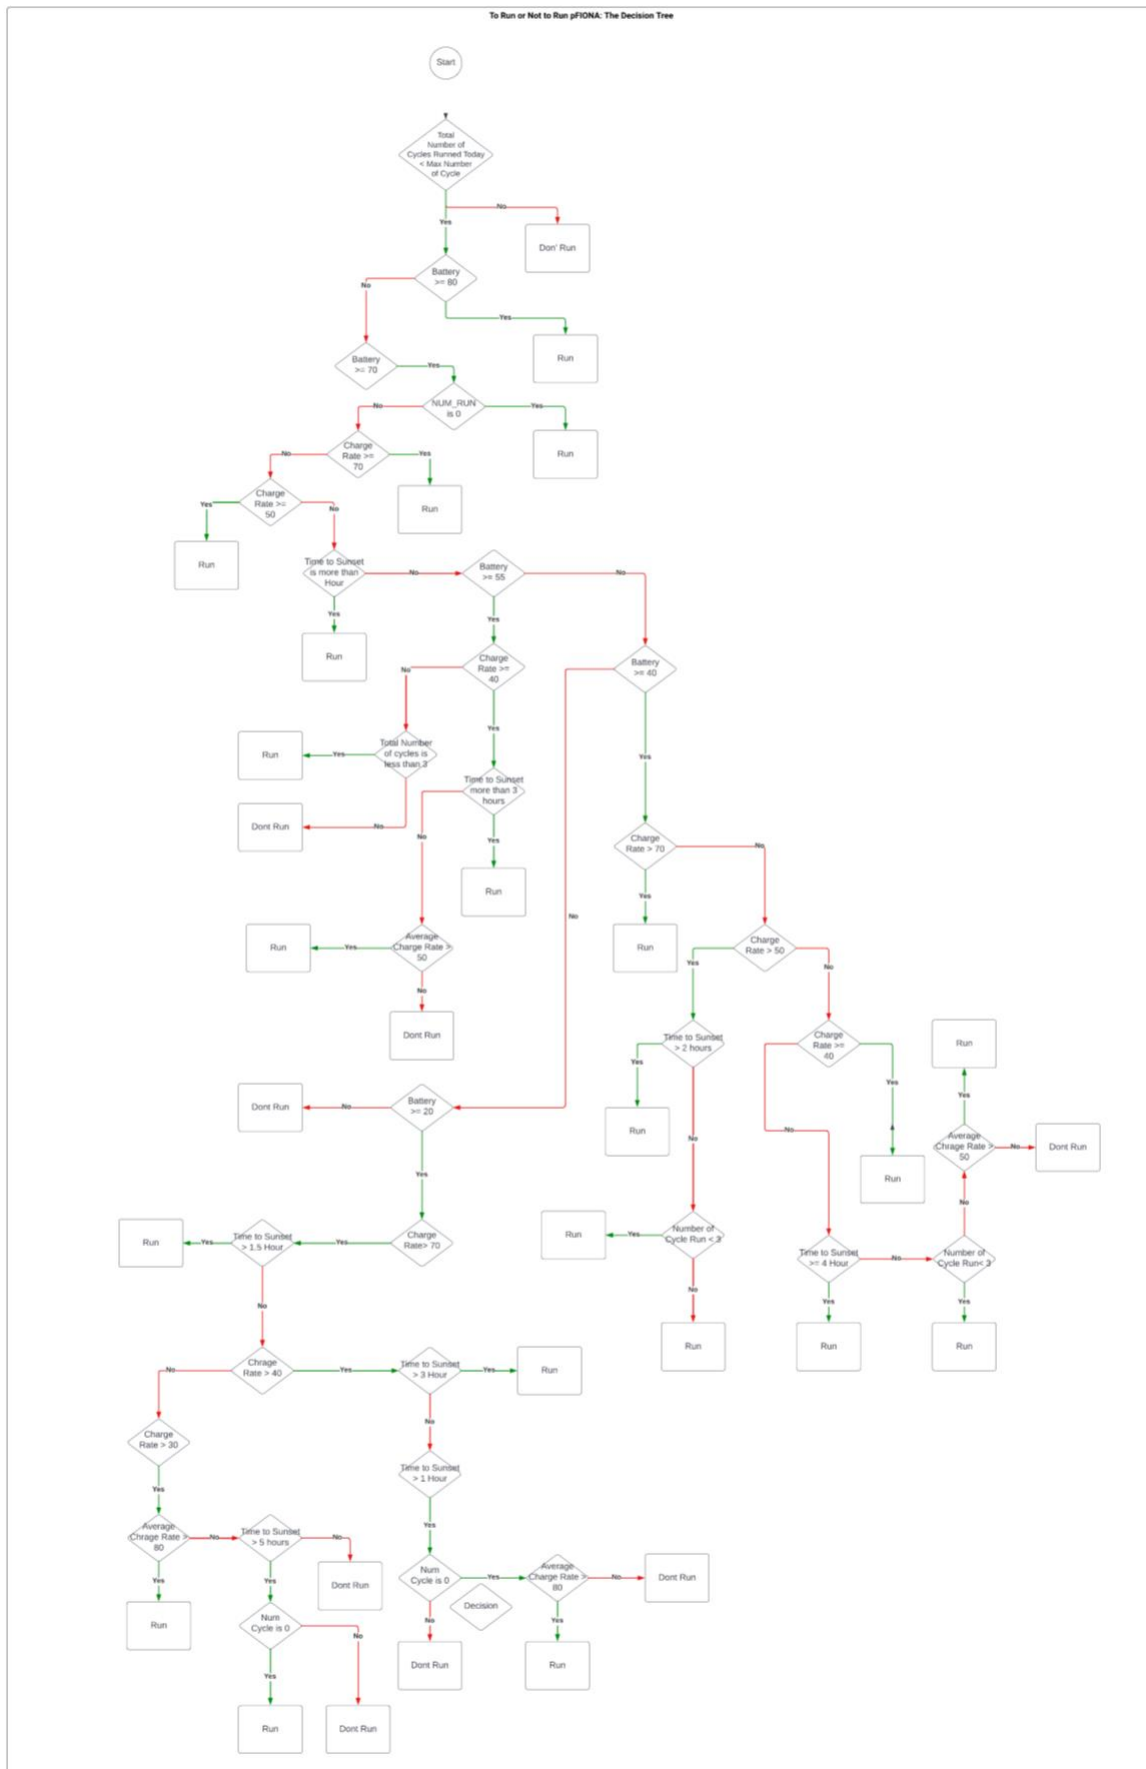 To Run or Not to Run pFIONA: The Decision Tree
Start
Total
Number of
Cycles Runned Today
< Max Number
of Cycle
No
Yes
Don' Run
Battery
>= 80
No
Yes
Run
Battery
>= 70
Yes
NUM_RUN
is 0
No
Yes
Run
Charge
Rate >=
70
No
Yes
Run
Charge
Rate >=
50
Yes
No
Run
Time to Sunset
is more than
Hour
No
Yes
Run
Battery
>= 55
No
Yes
Charge
Rate >=
40
No
Yes
Battery
>= 40
No
Yes
Total Number
of cycles is
less than 3
Yes
Run
No
Dont Run
Time to Sunset
more than 3
hours
No
Yes
Run
Average
Charge Rate >
50
Yes
Run
No
Dont Run
Charge
Rate > 70
No
Yes
Run
Charge
Rate > 50
Yes
No
Time to Sunset
> 2 hours
Yes
Run
No
Charge
Rate >=
40
Yes
Run
No
Number of
Cycle Run < 3
Yes
Run
No
Run
Time to Sunset
>= 4 Hour
No
Yes
Run
Number of
Cycle Run< 3
Yes
Run
No
Average
Chrage Rate >
50
Yes
Run
No
Dont Run
Battery
>= 20
No
Dont Run
Yes
Charge
Rate> 70
Yes
Time to Sunset
> 1.5 Hour
Yes
Run
No
Chrage
Rate > 40
No
Yes
Time to Sunset
> 3 Hour
Yes
Run
No
Charge
Rate > 30
Yes
Time to Sunset
> 1 Hour
Yes
Average
Chrage Rate >
80
No
Yes
Run
Time to Sunset
> 5 hours
No
Dont Run
Yes
Num
Cycle is 0
No
Yes
Run
Dont Run
Num
Cycle is 0
Yes
No
Dont Run
Decision
Average
Charge Rate >
80
No
Dont Run
Yes
Run